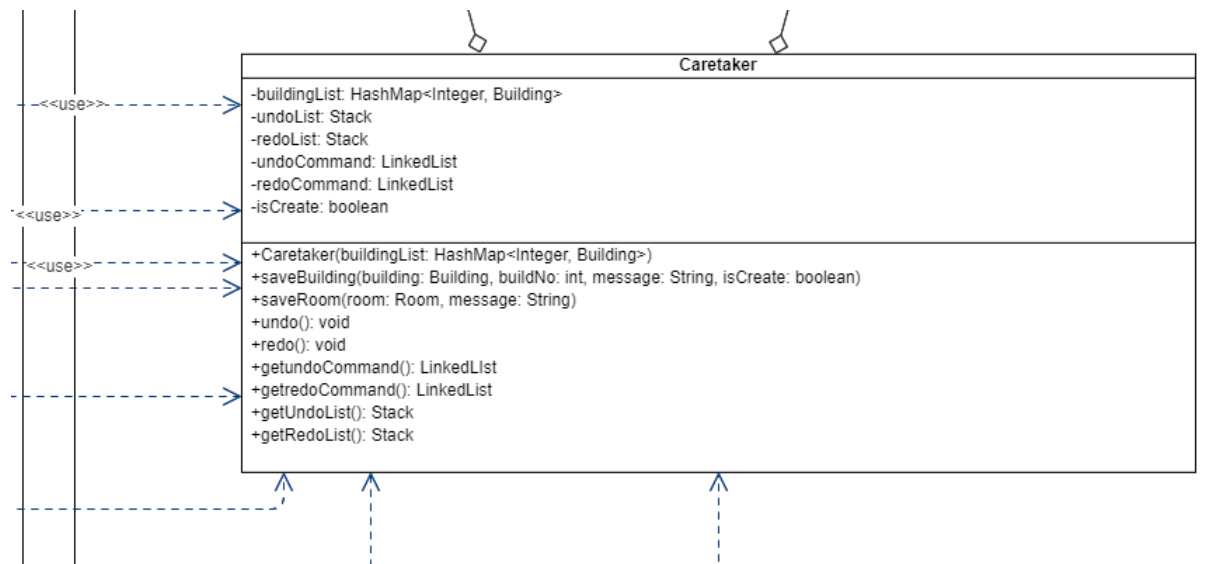 Caretaker
-buildingList: HashMap<Integer, Building>
-undoList: Stack
-redoList: Stack
-undoCommand: LinkedList
-redoCommand: LinkedList
-isCreate: boolean
+Caretaker(buildingList: HashMap<Integer, Building>)
+saveBuilding(building: Building, buildNo: int, message: String, isCreate: boolean)
+saveRoom(room: Room, message: String)
+undo(): void
+redo(): void
+getundoCommand(): LinkedLIst
+getredoCommand(): LinkedList
+getUndoList(): Stack
+getRedoList(): Stack
<<use>>
<<use>>
<<use>>